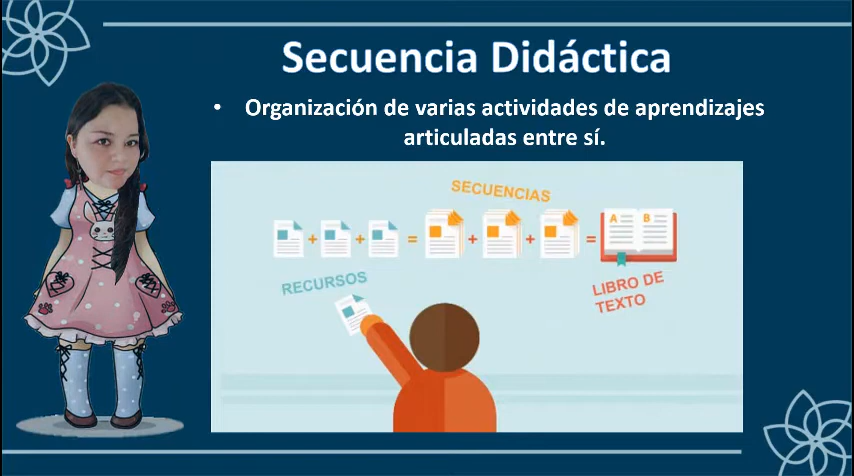 Secuencia Didáctica
• Organización de varias actividades de aprendizajes
articuladas entre sí.
SECUENCIAS
+ + = + + =
A B
RECURSOS
LIBRO DE
TEXTO